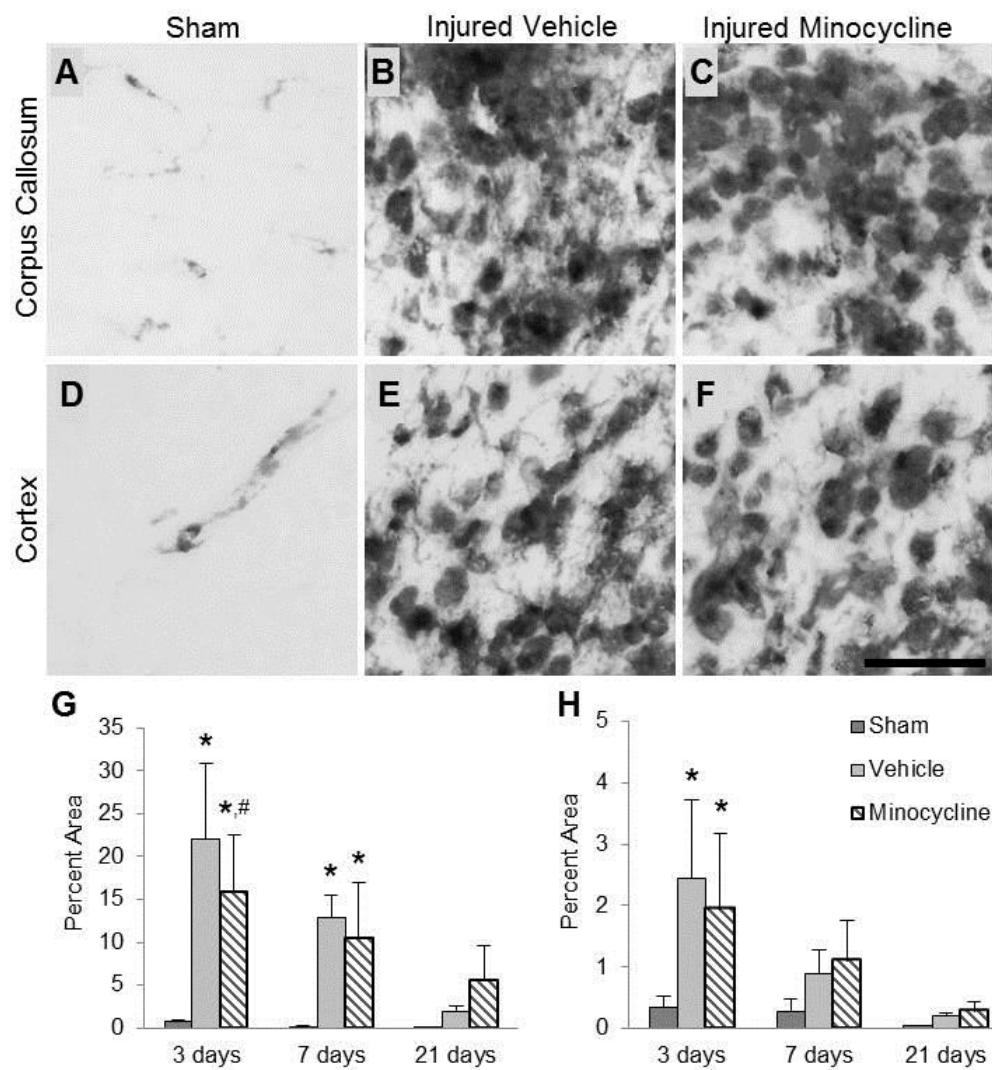 Sham
Injured Vehicle
Injured Minocycline
Corpus Callosum
A
B
C
Cortex
D
E
F
G
Percent Area
35
30
25
20
15
10
5
0
*
*,#
*
*
3 days
7 days
21 days
H
Percent Area
5
4
3
2
1
0
*
*
Sham
Vehicle
Minocycline
3 days
7 days
21 days